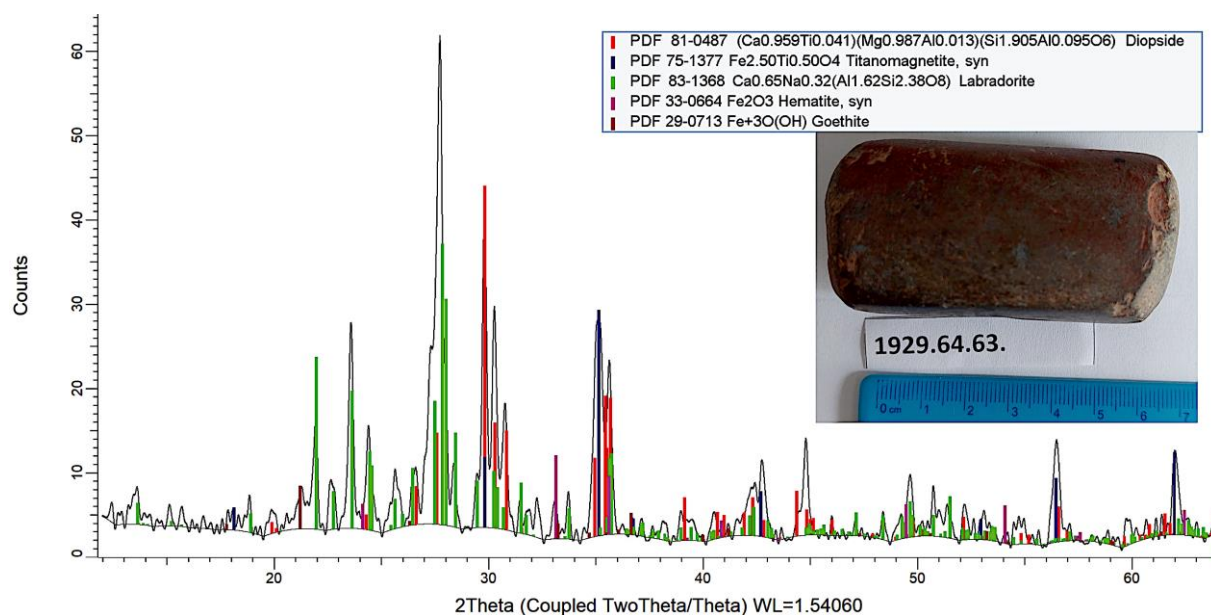 PDF 81-0487 (Ca0.959Ti0.041)(Mg0.987Al0.013)(Si1.905Al0.095O6) Diopside
PDF 75-1377 Fe2.50Ti0.50O4 Titanomagnetite, syn
PDF 83-1368 Ca0.65Na0.32(Al1.62Si2.38O8) Labradorite
PDF 33-0664 Fe2O3 Hematite, syn
PDF 29-0713 Fe+3O(OH) Goethite
60
50
40
30
20
10
0
Counts
1929.64.63.
0 cm 1 2 3 4 5 6 7
20 30 40 50 60
2Theta (Coupled TwoTheta/Theta) WL=1.54060